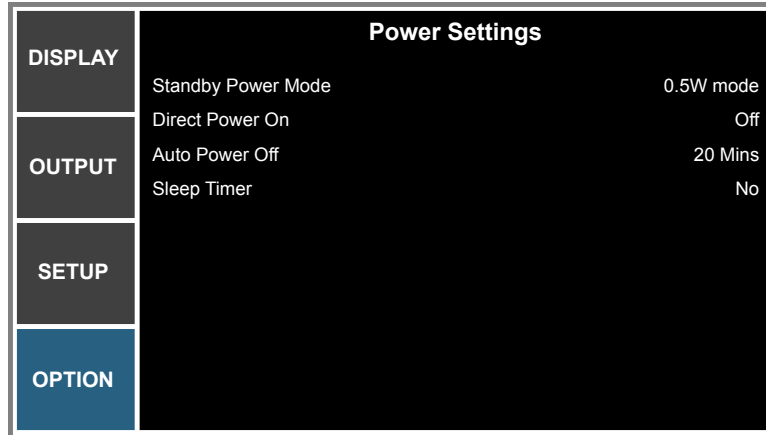 DISPLAY
OUTPUT
SETUP
OPTION
Power Settings
Standby Power Mode 0.5W mode
Direct Power On Off
Auto Power Off 20 Mins
Sleep Timer No